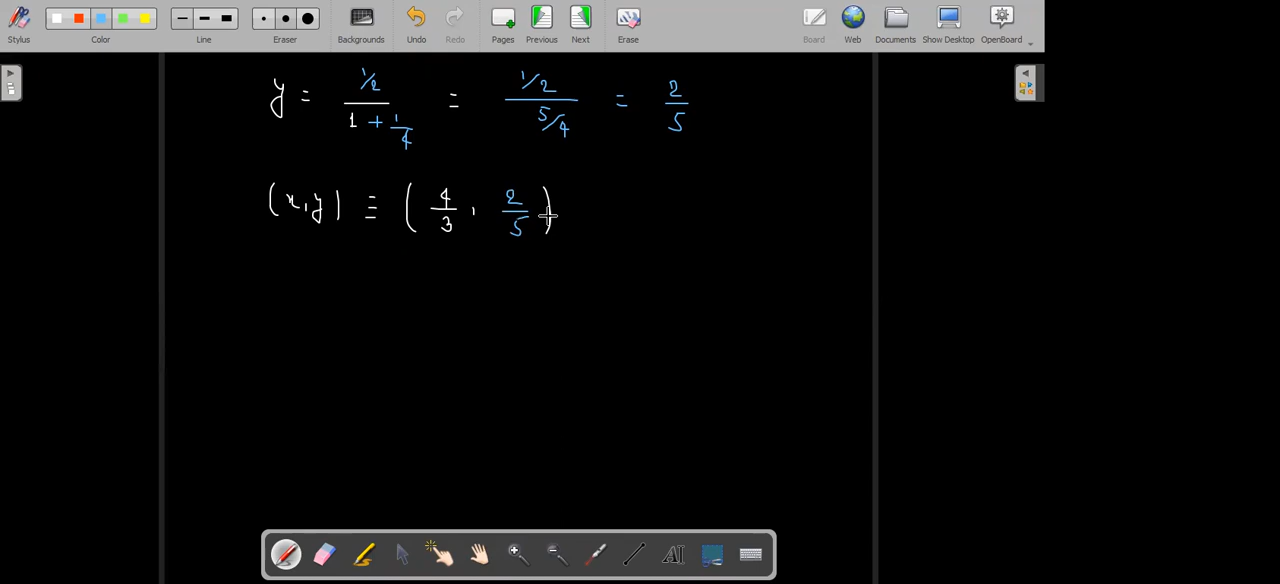 Stylus Color Line Eraser Backgrounds Undo Redo Pages Previous Next Erase Board Web Documents Show Desktop OpenBoard
y = (1/2)/(1 + 1/4) = (1/2)/(5/4) = 2/5
(x, y) ≡ (4/3, 2/5)
AI